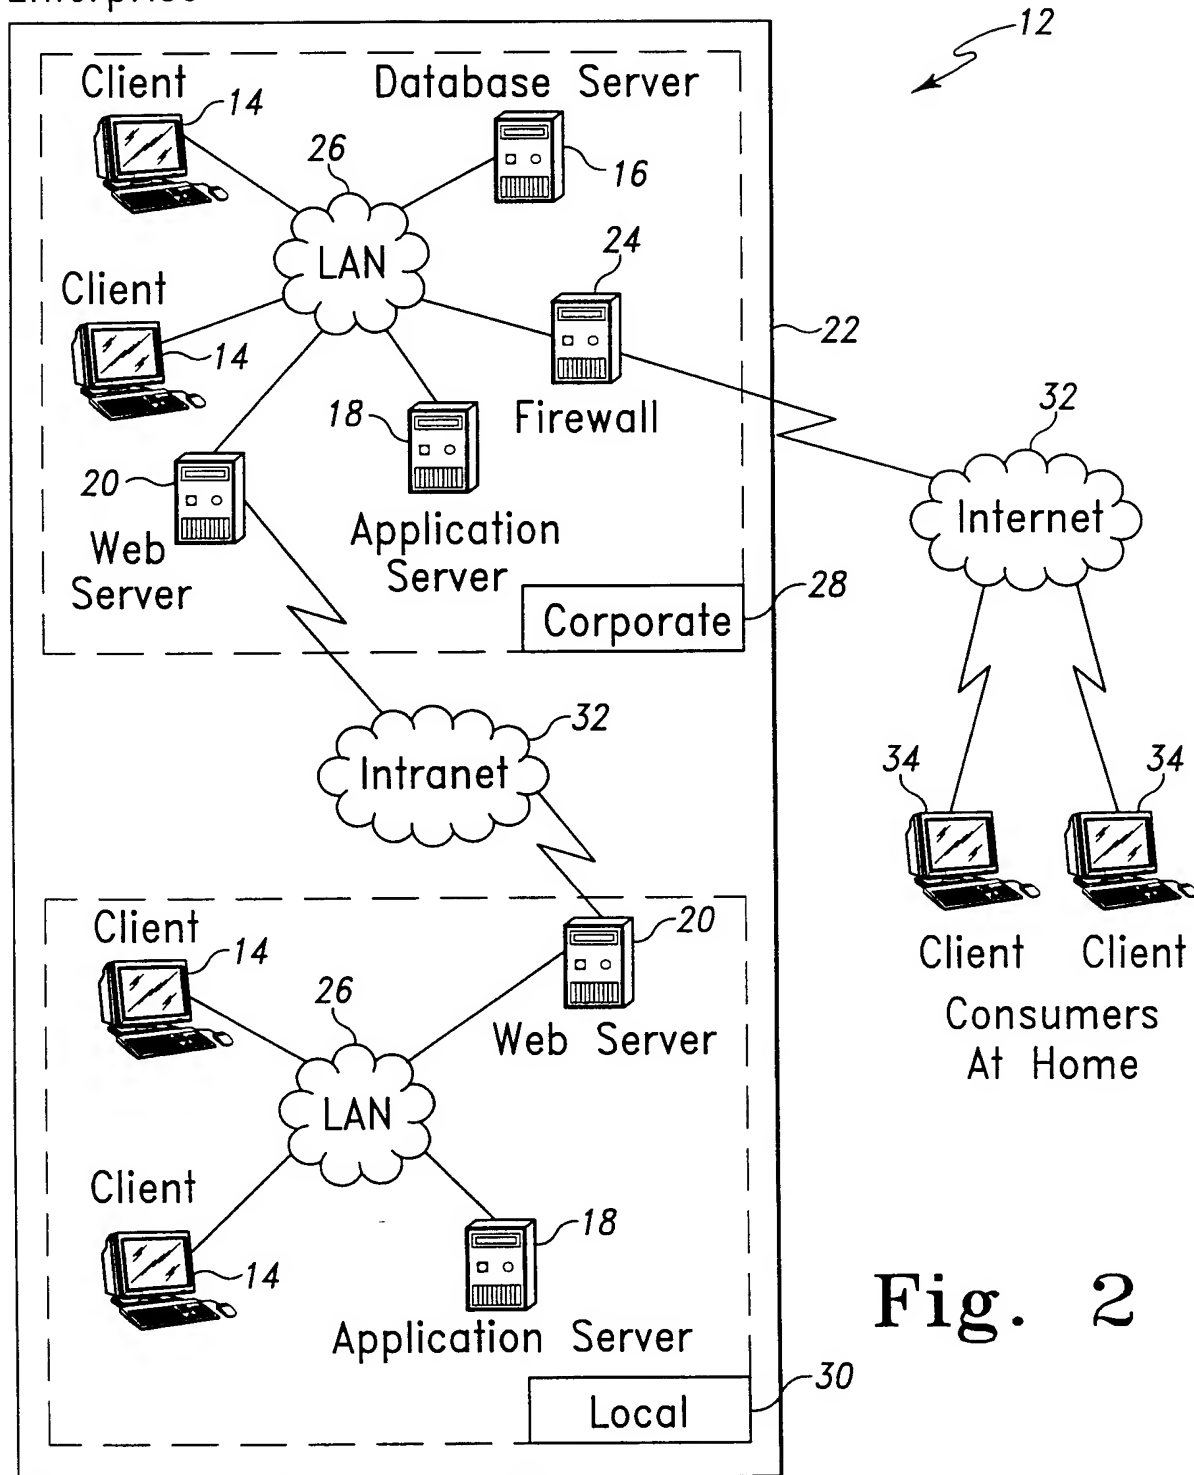 12
Client
Database Server
14
26
16
LAN
24
Client
22
14
18
Firewall
32
20
Internet
Application
Server
Web
Server
28
Corporate
32
Intranet
34
34
Client
20
14
Client
Client
26
Web Server
Consumers
At Home
LAN
Client
18
14
Fig. 2
Application Server
30
Local